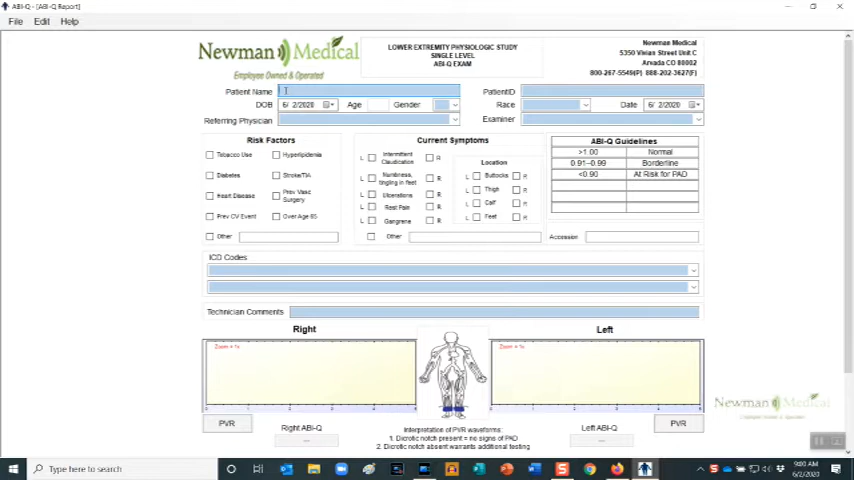 ABI-Q - [ABI-Q Report]
File Edit Help
Newman Medical
Employee Owned & Operated
LOWER EXTREMITY PHYSIOLOGIC STUDY
SINGLE LEVEL
ABI-Q EXAM
Newman Medical
5350 Vivian Street Unit C
Arvada CO 80002
800-267-5549(P) 888-202-3627(F)
Patient Name
PatientID
DOB 6/ 2/2020 Age Gender
Race Date 6/ 2/2020
Referring Physician
Examiner
Risk Factors
Tobacco Use Hyperlipidemia
Diabetes Stroke/TIA
Heart Disease Prev Vasc Surgery
Prev CV Event Over Age 65
Other
Current Symptoms
L Intermittent Claudication R
L Numbness, tingling in feet R
L Ulcerations R
L Rest Pain R
L Gangrene R
Other
Location
L Buttocks R
L Thigh R
L Calf R
L Feet R
ABI-Q Guidelines
>1.00 Normal
0.91–0.99 Borderline
<0.90 At Risk for PAD
Accession
ICD Codes
Technician Comments
Right
Left
Zoom = 1x
Zoom = 1x
PVR
Right ABI-Q
---
Interpretation of PVR waveforms:
1. Dicrotic notch present = no signs of PAD
2. Dicrotic notch absent warrants additional testing
Left ABI-Q
---
PVR
Newman Medical
Employee Owned & Operated
Type here to search
9:00 AM
6/2/2020